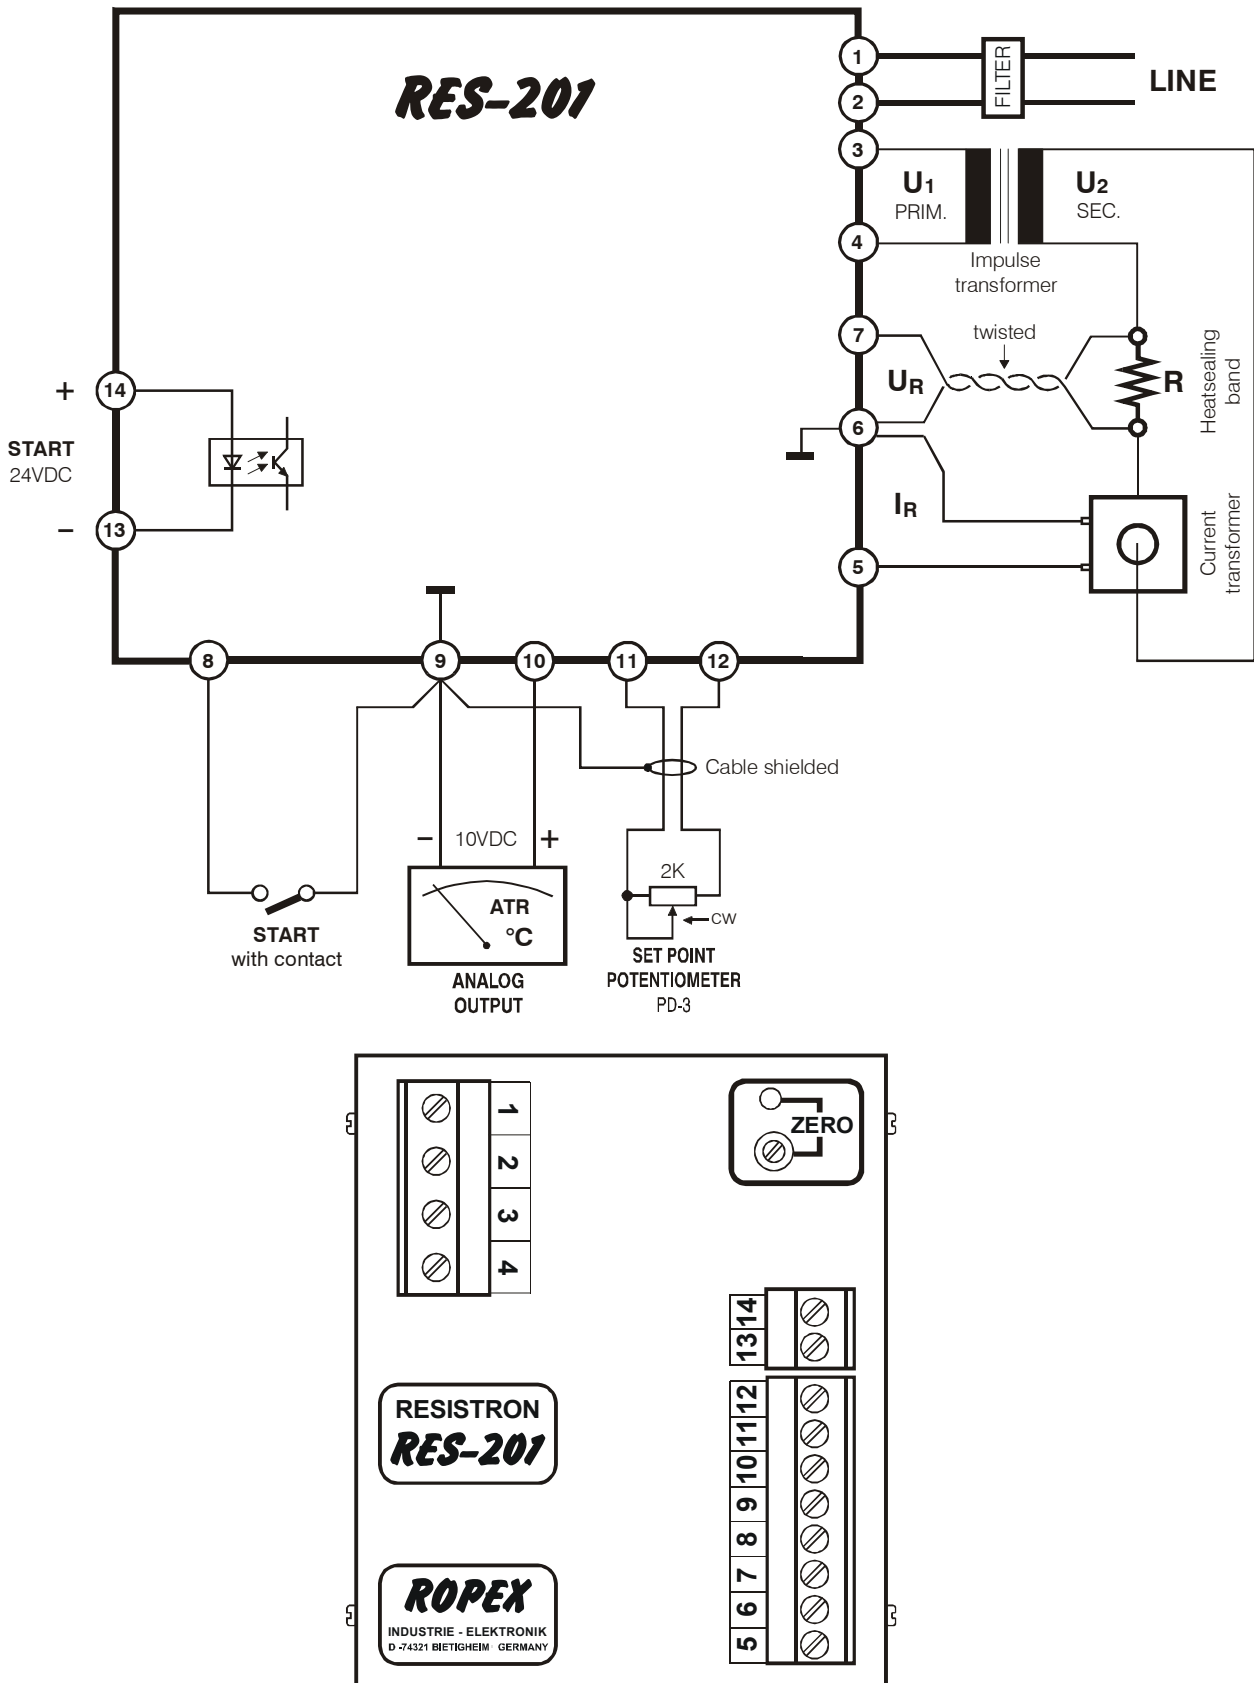 RES-201
1
2
FILTER
LINE
3
4
U1
PRIM.
U2
SEC.
Impulse
transformer
7
twisted
UR
R
Heatsealing
band
6
IR
5
Current
transformer
+
14
START
24VDC
–
13
8
9
10
11
12
Cable shielded
–
10VDC
+
ATR
°C
ANALOG
OUTPUT
START
with contact
2K
CW
SET POINT
POTENTIOMETER
PD-3
1
2
3
4
ZERO
14
13
12
11
10
9
8
7
6
5
RESISTRON
RES-201
ROPEX
INDUSTRIE - ELEKTRONIK
D -74321 BIETIGHEIM GERMANY